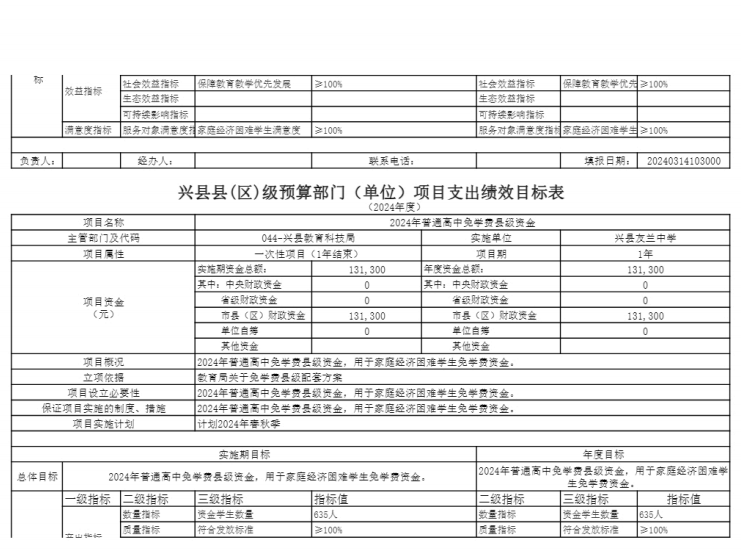 标 效益指标 社会效益指标 保障教育教学优先发展 ≥100% 社会效益指标 保障教育教学优先 ≥100%
生态效益指标 生态效益指标
可持续影响指标 可持续影响指标
满意度指标 服务对象满意度指 家庭经济困难学生满意度 ≥100% 服务对象满意度指标 家庭经济困难学生 ≥100%
负责人: 经办人: 联系电话: 填报日期: 20240314103000
兴县县(区)级预算部门(单位)项目支出绩效目标表
(2024年度)
项目名称 2024年普通高中免学费县级资金
主管部门及代码 044-兴县教育科技局 实施单位 兴县友兰中学
项目属性 一次性项目(1年结束) 项目期 1年
项目资金
(元)
实施期资金总额: 131,300 年度资金总额: 131,300
其中: 中央财政资金 0 其中: 中央财政资金 0
省级财政资金 0 省级财政资金 0
市县(区)财政资金 131,300 市县(区)财政资金 131,300
单位自筹 0 单位自筹 0
其他资金 其他资金
项目概况 2024年普通高中免学费县级资金, 用于家庭经济困难学生免学费资金。
立项依据 教育局关于免学费县级配套方案
项目设立必要性 2024年普通高中免学费县级资金, 用于家庭经济困难学生免学费资金。
保证项目实施的制度、措施 2024年普通高中免学费县级资金, 用于家庭经济困难学生免学费资金。
项目实施计划 计划2024年春秋季
实施期目标 年度目标
总体目标 2024年普通高中免学费县级资金, 用于家庭经济困难学生免学费资金。 2024年普通高中免学费县级资金, 用于家庭经济困难学
生免学费资金。
一级指标 二级指标 三级指标 指标值 二级指标 三级指标 指标值
数量指标 资金学生数量 635人 数量指标 资金学生数量 635人
质量指标 符合发放标准 ≥100% 质量指标 符合发放标准 ≥100%